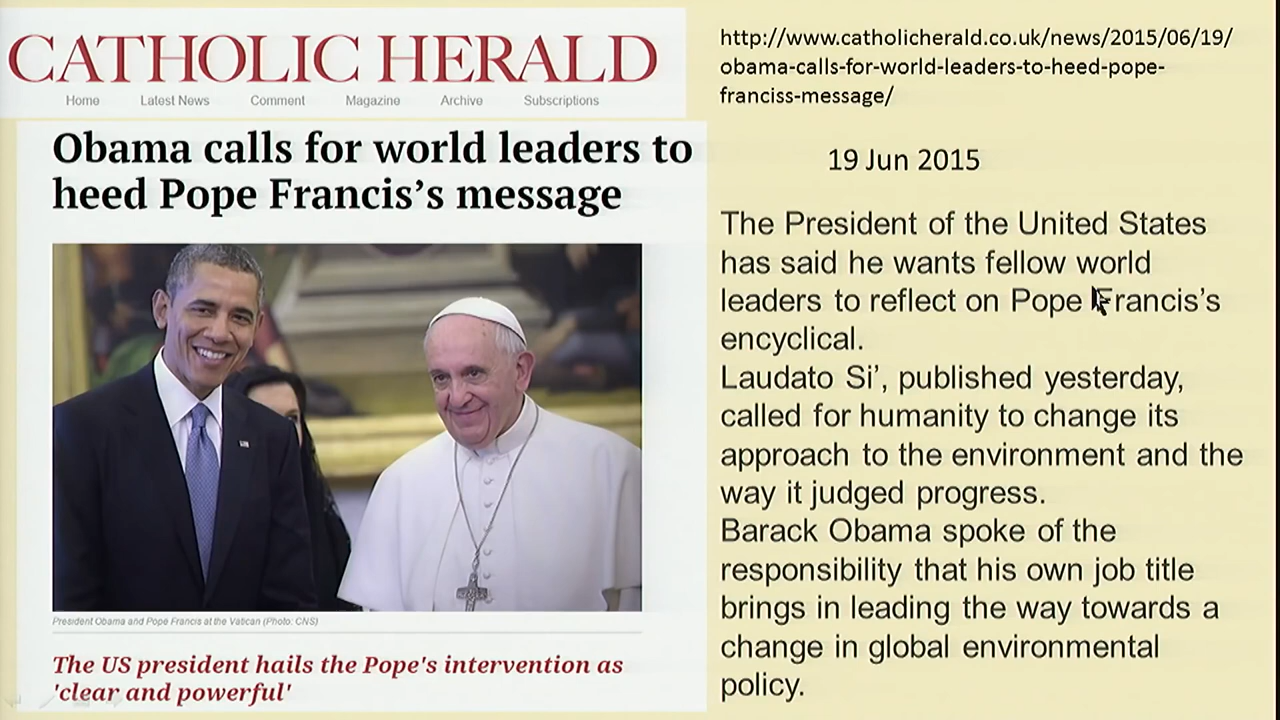 CATHOLIC HERALD
Home Latest News Comment Magazine Archive Subscriptions
Obama calls for world leaders to
heed Pope Francis's message
President Obama and Pope Francis at the Vatican (Photo: CNS)
The US president hails the Pope's intervention as
'clear and powerful'
http://www.catholicherald.co.uk/news/2015/06/19/
obama-calls-for-world-leaders-to-heed-pope-
franciss-message/
19 Jun 2015
The President of the United States
has said he wants fellow world
leaders to reflect on Pope Francis's
encyclical.
Laudato Si', published yesterday,
called for humanity to change its
approach to the environment and the
way it judged progress.
Barack Obama spoke of the
responsibility that his own job title
brings in leading the way towards a
change in global environmental
policy.